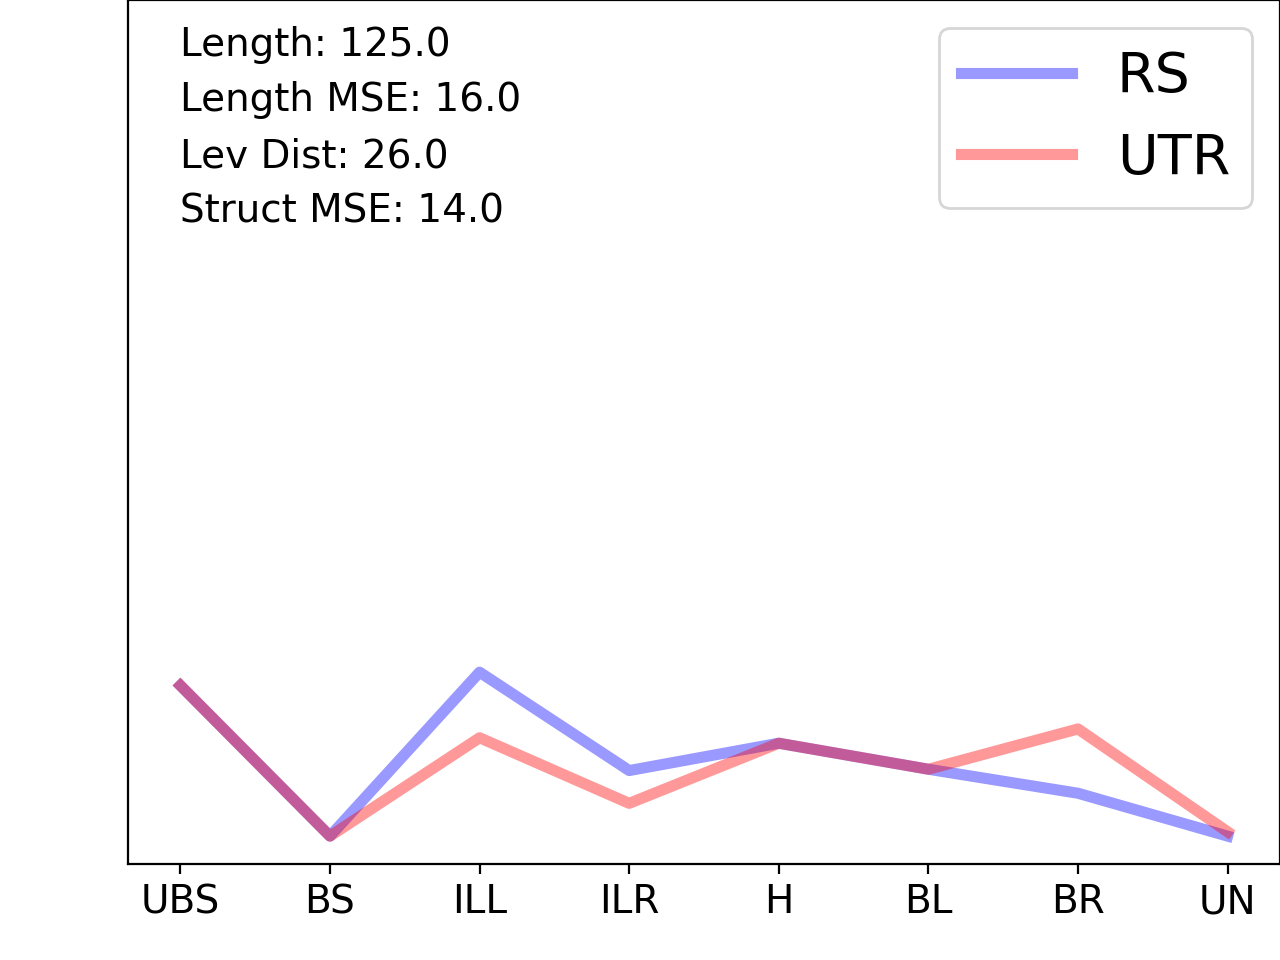 Length: 125.0
Length MSE: 16.0
Lev Dist: 26.0
Struct MSE: 14.0
RS
UTR
UBS BS ILL ILR H BL BR UN